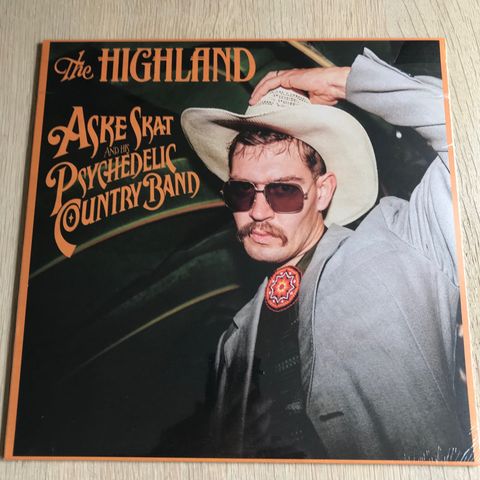 The HIGHLAND
ASKE SKAT
AND HIS
PSYCHEDELIC
COUNTRY BAND